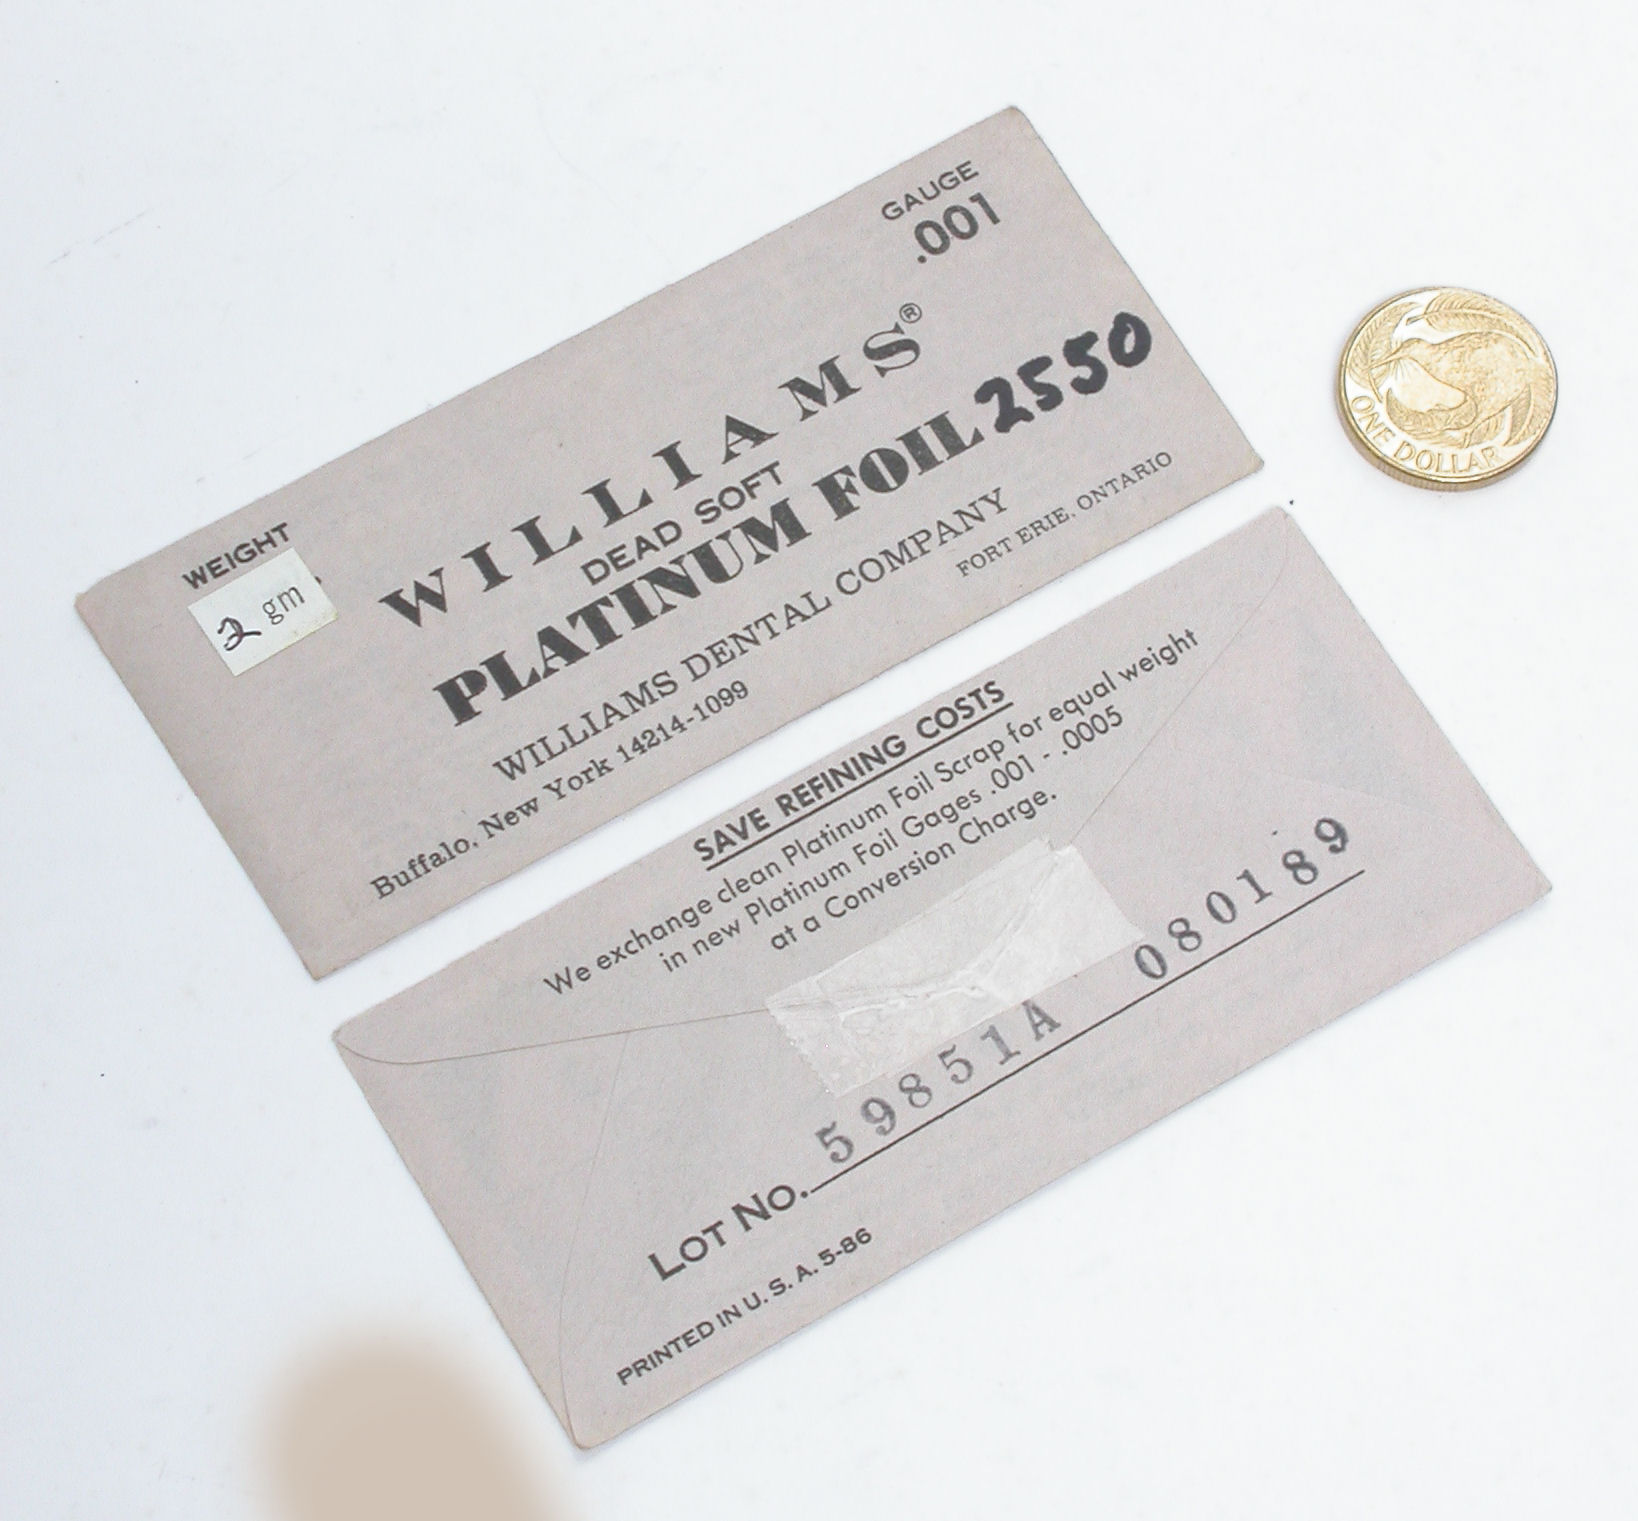 GAUGE
.001
WEIGHT
2 gm
WILLIAMS®
DEAD SOFT
PLATINUM FOIL 2550
WILLIAMS DENTAL COMPANY
Buffalo, New York 14214-1099
FORT ERIE, ONTARIO
ONE DOLLAR
SAVE REFINING COSTS
We exchange clean Platinum Foil Scrap for equal weight
in new Platinum Foil Gages .001 - .0005
at a Conversion Charge.
LOT NO. 59851A 080189
PRINTED IN U. S. A. 5-86